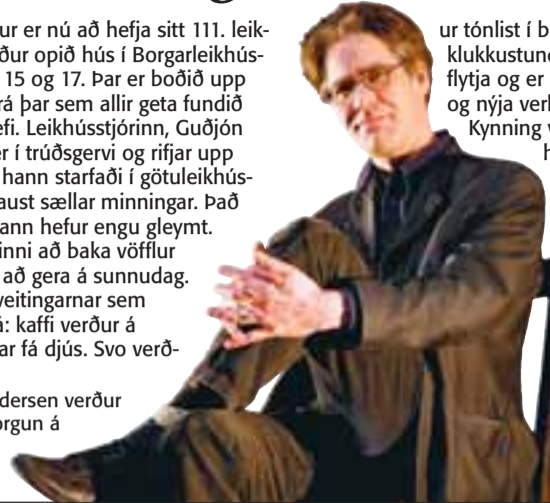 ur er nú að hefja sitt 111. leik-
ður opið hús í Borgarleikhús-
15 og 17. Þar er boðið upp
rá þar sem allir geta fundið
efi. Leikhússtjórinn, Guðjón
er í trúðsgervi og rifjar upp
hann starfaði í götuleikhús-
aust sællar minningar. Það
ann hefur engu gleymt.
inni að baka vöfflur
að gera á sunnudag.
veitingarnar sem
á: kaffi verður á
ar fá djús. Svo verð-
dersen verður
orgun á
ur tónlist í b
klukkustund
flytja og er
og nýja verk
Kynning v
h